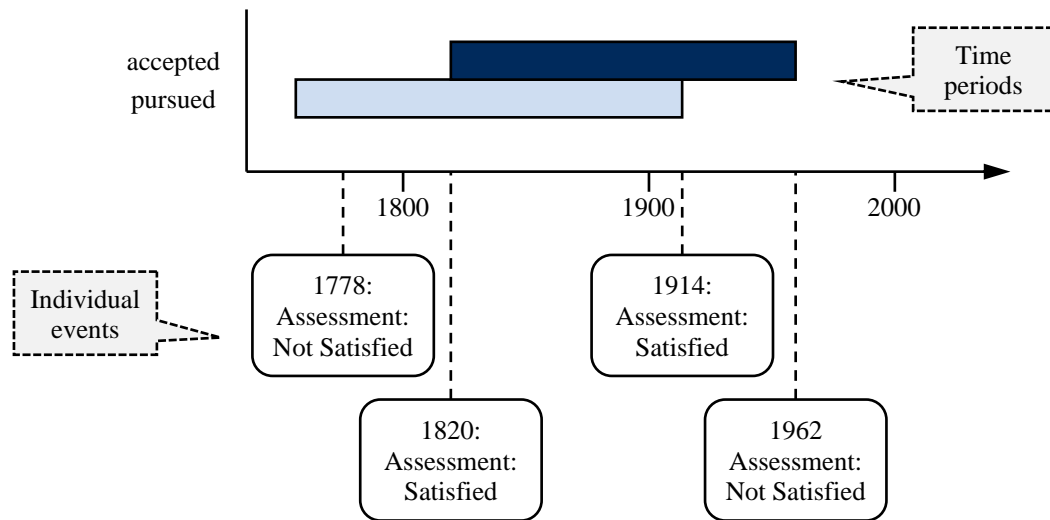 accepted
pursued
Time
periods
1800
1900
2000
Individual
events
1778:
Assessment:
Not Satisfied
1914:
Assessment:
Satisfied
1820:
Assessment:
Satisfied
1962
Assessment:
Not Satisfied